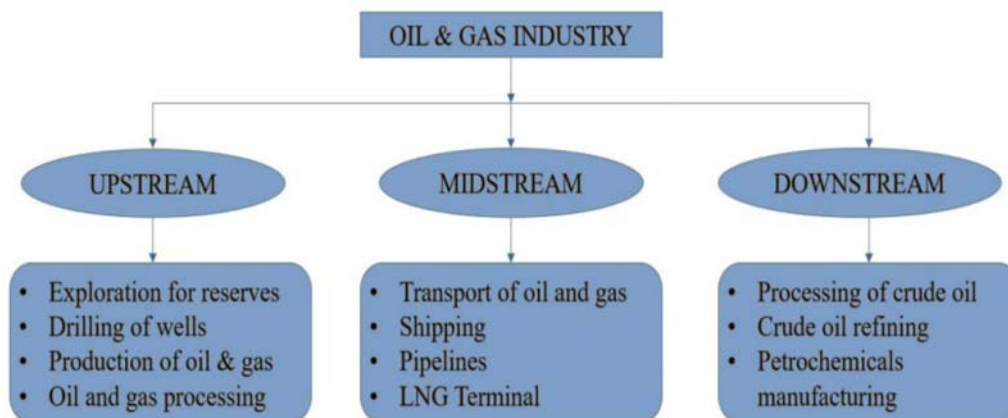 OIL & GAS INDUSTRY
UPSTREAM
MIDSTREAM
DOWNSTREAM
• Exploration for reserves
• Drilling of wells
• Production of oil & gas
• Oil and gas processing
• Transport of oil and gas
• Shipping
• Pipelines
• LNG Terminal
• Processing of crude oil
• Crude oil refining
• Petrochemicals
manufacturing